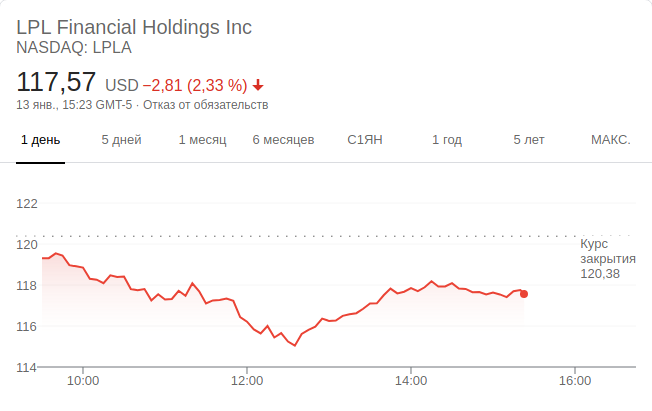 LPL Financial Holdings Inc
NASDAQ: LPLA
117,57 USD −2,81 (2,33 %)
13 янв., 15:23 GMT-5 · Отказ от обязательств
1 день 5 дней 1 месяц 6 месяцев С1ЯН 1 год 5 лет МАКС.
122
120
118
116
114
Курс
закрытия
120,38
10:00 12:00 14:00 16:00